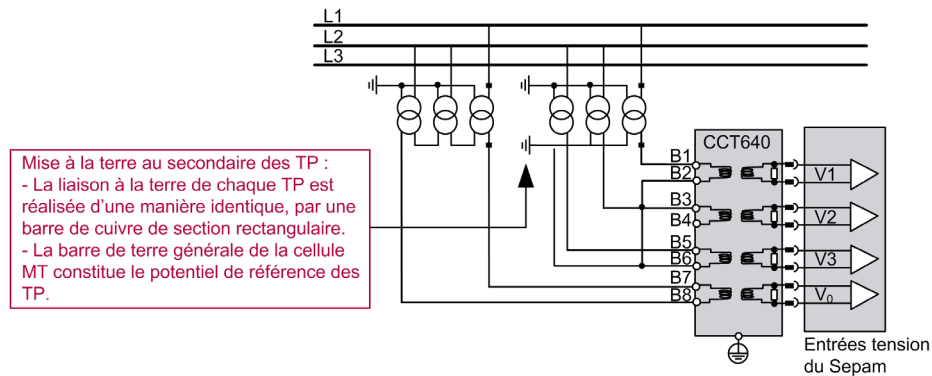 L1
L2
L3
Mise à la terre au secondaire des TP :
- La liaison à la terre de chaque TP est
réalisée d'une manière identique, par une
barre de cuivre de section rectangulaire.
- La barre de terre générale de la cellule
MT constitue le potentiel de référence des
TP.
CCT640
B1
B2
B3
B4
B5
B6
B7
B8
V1
V2
V3
V₀
Entrées tension
du Sepam